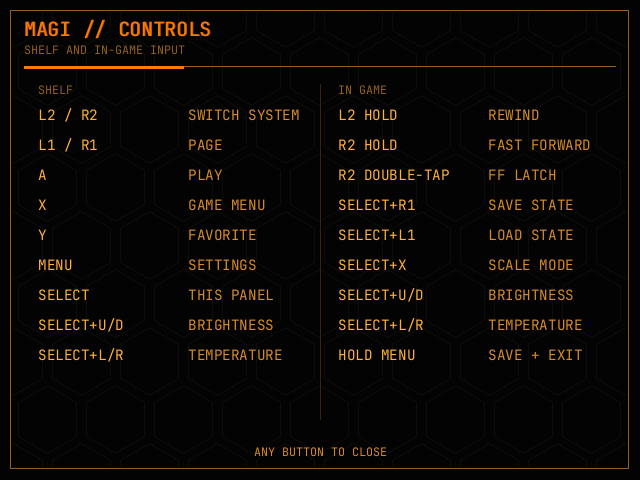 MAGI // CONTROLS
SHELF AND IN-GAME INPUT
SHELF
L2 / R2 SWITCH SYSTEM
L1 / R1 PAGE
A PLAY
X GAME MENU
Y FAVORITE
MENU SETTINGS
SELECT THIS PANEL
SELECT+U/D BRIGHTNESS
SELECT+L/R TEMPERATURE
IN GAME
L2 HOLD REWIND
R2 HOLD FAST FORWARD
R2 DOUBLE-TAP FF LATCH
SELECT+R1 SAVE STATE
SELECT+L1 LOAD STATE
SELECT+X SCALE MODE
SELECT+U/D BRIGHTNESS
SELECT+L/R TEMPERATURE
HOLD MENU SAVE + EXIT
ANY BUTTON TO CLOSE